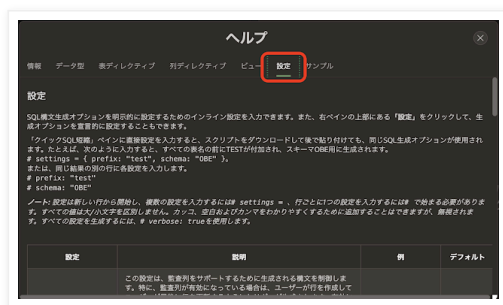 ヘルプ
情報 データ型 表ディレクティブ 列ディレクティブ ビュー 設定 サンプル
設定
SQL構文生成オプションを明示的に設定するためのインライン設定を入力できます。また、右ペインの上部にある「設定」をクリックして、生
成オプションを宣言的に設定することもできます。
「クイックSQL短縮」ペインに直接設定を入力すると、スクリプトをダウンロードして後で貼り付けても、同じSQL生成オプションが使用され
ます。たとえば、次のように入力すると、すべての表名の前にTESTが付加され、スキーマOBE用に生成されます。
# settings = { prefix: "test", schema: "OBE" }。
または、同じ結果の別の行に各設定を入力します。
# prefix: "test"
# schema: "OBE"
ノート: 設定は新しい行から開始し、複数の設定を入力するには# settings = 、行ごとに1つの設定を入力するには# で始まる必要がありま
す。すべての値は大/小文字を区別しません。カッコ、空白およびカンマをわかりやすくするために追加することはできますが、無視されま
す。すべての設定を生成するには、# verbose: trueを使用します。
設定 説明 例 デフォルト
この設定は、監査列をサポートするために生成される構文を制御しま
す。特に、監査列が有効になっている場合は、ユーザーが行を作成して